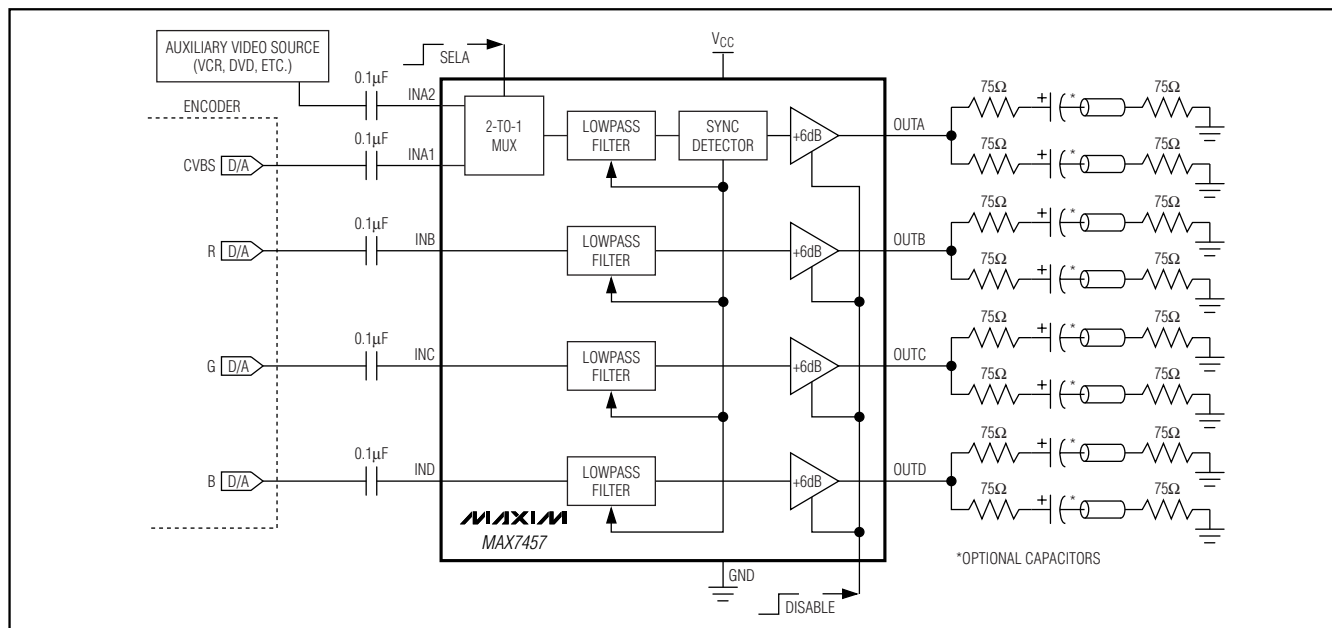 AUXILIARY VIDEO SOURCE
(VCR, DVD, ETC.)
SELA
VCC
ENCODER
0.1µF
INA2
2-TO-1
MUX
LOWPASS
FILTER
SYNC
DETECTOR
+6dB
OUTA
75Ω
+
*
75Ω
CVBS
D/A
0.1µF
INA1
75Ω
+
*
75Ω
R
D/A
0.1µF
INB
LOWPASS
FILTER
+6dB
OUTB
75Ω
+
*
75Ω
75Ω
+
*
75Ω
G
D/A
0.1µF
INC
LOWPASS
FILTER
+6dB
OUTC
75Ω
+
*
75Ω
75Ω
+
*
75Ω
B
D/A
0.1µF
IND
LOWPASS
FILTER
+6dB
OUTD
75Ω
+
*
75Ω
75Ω
+
*
75Ω
MAXIM
MAX7457
GND
DISABLE
*OPTIONAL CAPACITORS